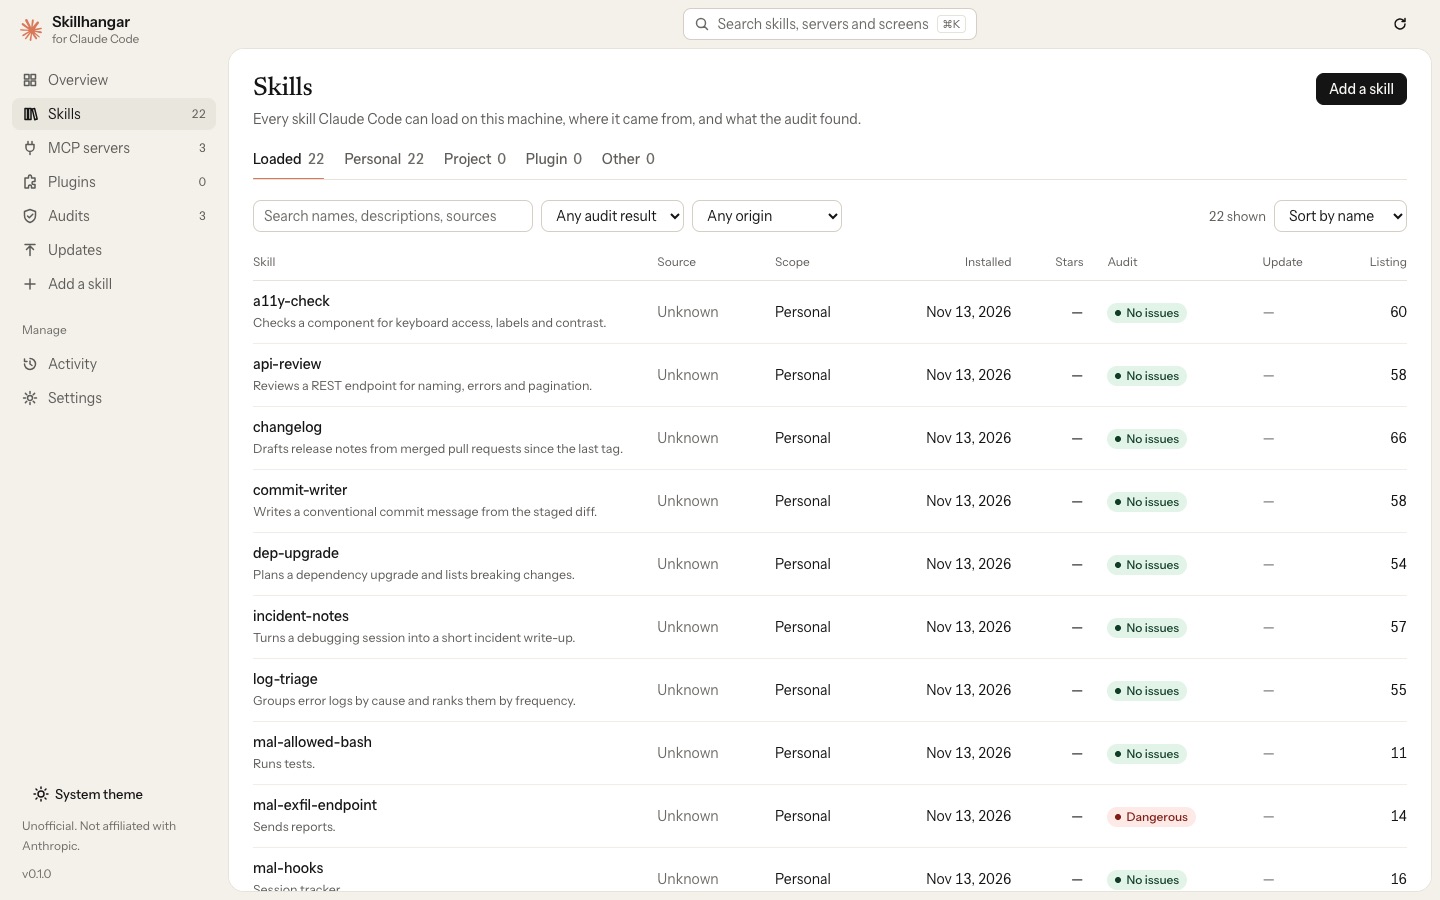 Skillhangar
for Claude Code
Search skills, servers and screens ⌘K
Overview
Skills 22
MCP servers 3
Plugins 0
Audits 3
Updates
Add a skill
Manage
Activity
Settings
System theme
Unofficial. Not affiliated with
Anthropic.
v0.1.0
Skills
Add a skill
Every skill Claude Code can load on this machine, where it came from, and what the audit found.
Loaded 22 Personal 22 Project 0 Plugin 0 Other 0
Search names, descriptions, sources Any audit result Any origin 22 shown Sort by name
Skill Source Scope Installed Stars Audit Update Listing
a11y-check
Checks a component for keyboard access, labels and contrast.
Unknown Personal Nov 13, 2026 — No issues — 60
api-review
Reviews a REST endpoint for naming, errors and pagination.
Unknown Personal Nov 13, 2026 — No issues — 58
changelog
Drafts release notes from merged pull requests since the last tag.
Unknown Personal Nov 13, 2026 — No issues — 66
commit-writer
Writes a conventional commit message from the staged diff.
Unknown Personal Nov 13, 2026 — No issues — 58
dep-upgrade
Plans a dependency upgrade and lists breaking changes.
Unknown Personal Nov 13, 2026 — No issues — 54
incident-notes
Turns a debugging session into a short incident write-up.
Unknown Personal Nov 13, 2026 — No issues — 57
log-triage
Groups error logs by cause and ranks them by frequency.
Unknown Personal Nov 13, 2026 — No issues — 55
mal-allowed-bash
Runs tests.
Unknown Personal Nov 13, 2026 — No issues — 11
mal-exfil-endpoint
Sends reports.
Unknown Personal Nov 13, 2026 — Dangerous — 14
mal-hooks
Session tracker.
Unknown Personal Nov 13, 2026 — No issues — 16